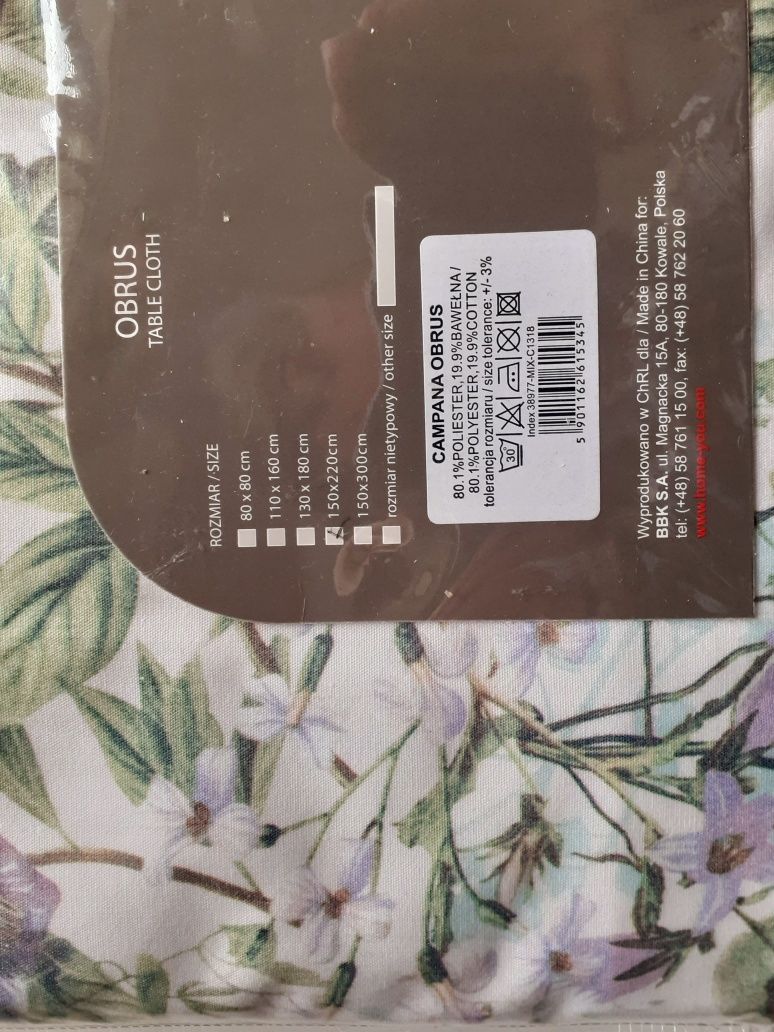 OBRUS
TABLE CLOTH
ROZMIAR / SIZE
80 x 80 cm
110 x 160 cm
130 x 180 cm
150x220cm
150x300cm
rozmiar nietypowy / other size
CAMPANA OBRUS
80.1%POLIESTER,19.9%BAWEŁNA/
80.1%POLYESTER,19.9%COTTON
tolerancja rozmiaru / size tolerance: +/- 3%
30
Index 38977-MIX-C1318
5 901162 615345
Wyprodukowano w ChRL dla / Made in China for:
BBK S.A. ul. Magnacka 15A, 80-180 Kowale, Polska
tel: (+48) 58 761 15 00, fax: (+48) 58 762 20 60
www.home-you.com